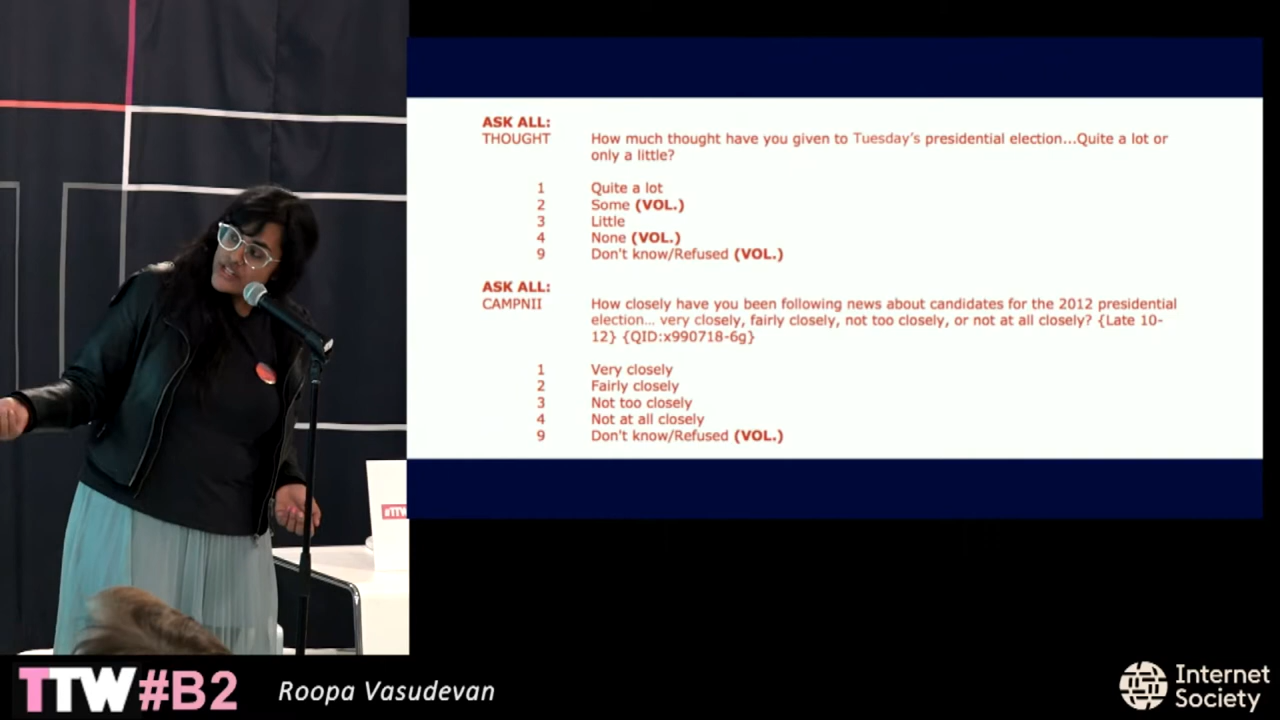 ASK ALL:
THOUGHT How much thought have you given to Tuesday's presidential election...Quite a lot or
only a little?
1 Quite a lot
2 Some (VOL.)
3 Little
4 None (VOL.)
9 Don't know/Refused (VOL.)
ASK ALL:
CAMPNII How closely have you been following news about candidates for the 2012 presidential
election... very closely, fairly closely, not too closely, or not at all closely? {Late 10-
12} {QID:x990718-6g}
1 Very closely
2 Fairly closely
3 Not too closely
4 Not at all closely
9 Don't know/Refused (VOL.)
#TTW
TTW#B2
Roopa Vasudevan
Internet
Society